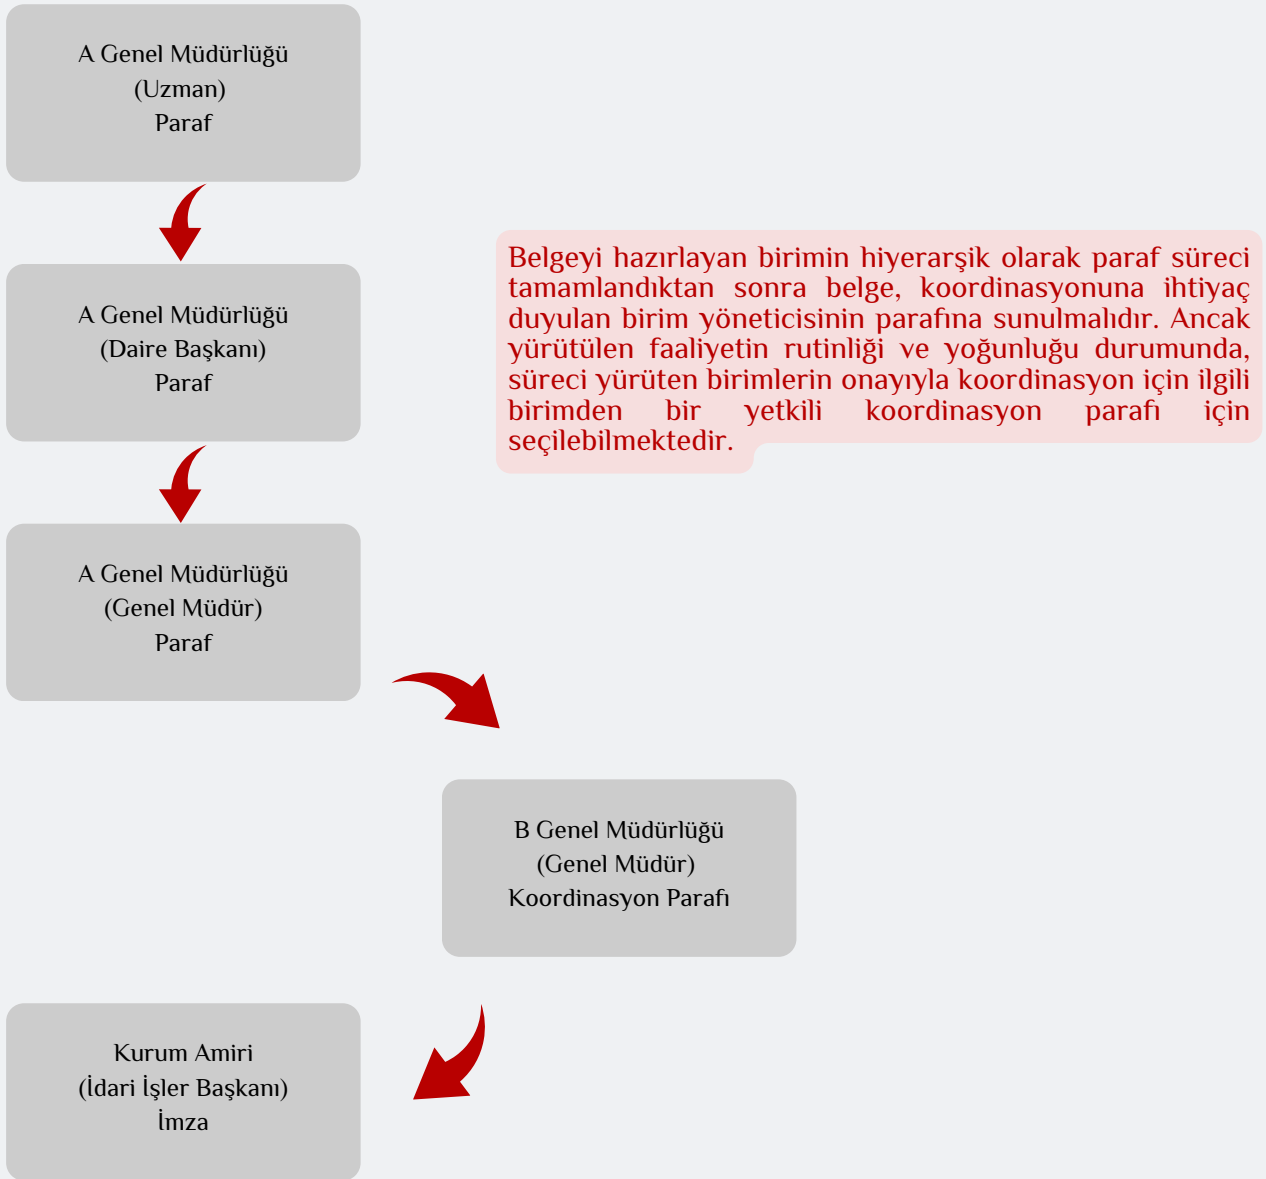 A Genel Müdürlüğü
(Uzman)
Paraf
A Genel Müdürlüğü
(Daire Başkanı)
Paraf
Belgeyi hazırlayan birimin hiyerarşik olarak paraf süreci
tamamlandıktan sonra belge, koordinasyonuna ihtiyaç
duyulan birim yöneticisinin parafına sunulmalıdır. Ancak
yürütülen faaliyetin rutinliği ve yoğunluğu durumunda,
süreci yürüten birimlerin onayıyla koordinasyon için ilgili
birimden bir yetkili koordinasyon parafı için
seçilebilmektedir.
A Genel Müdürlüğü
(Genel Müdür)
Paraf
B Genel Müdürlüğü
(Genel Müdür)
Koordinasyon Parafı
Kurum Amiri
(İdari İşler Başkanı)
İmza